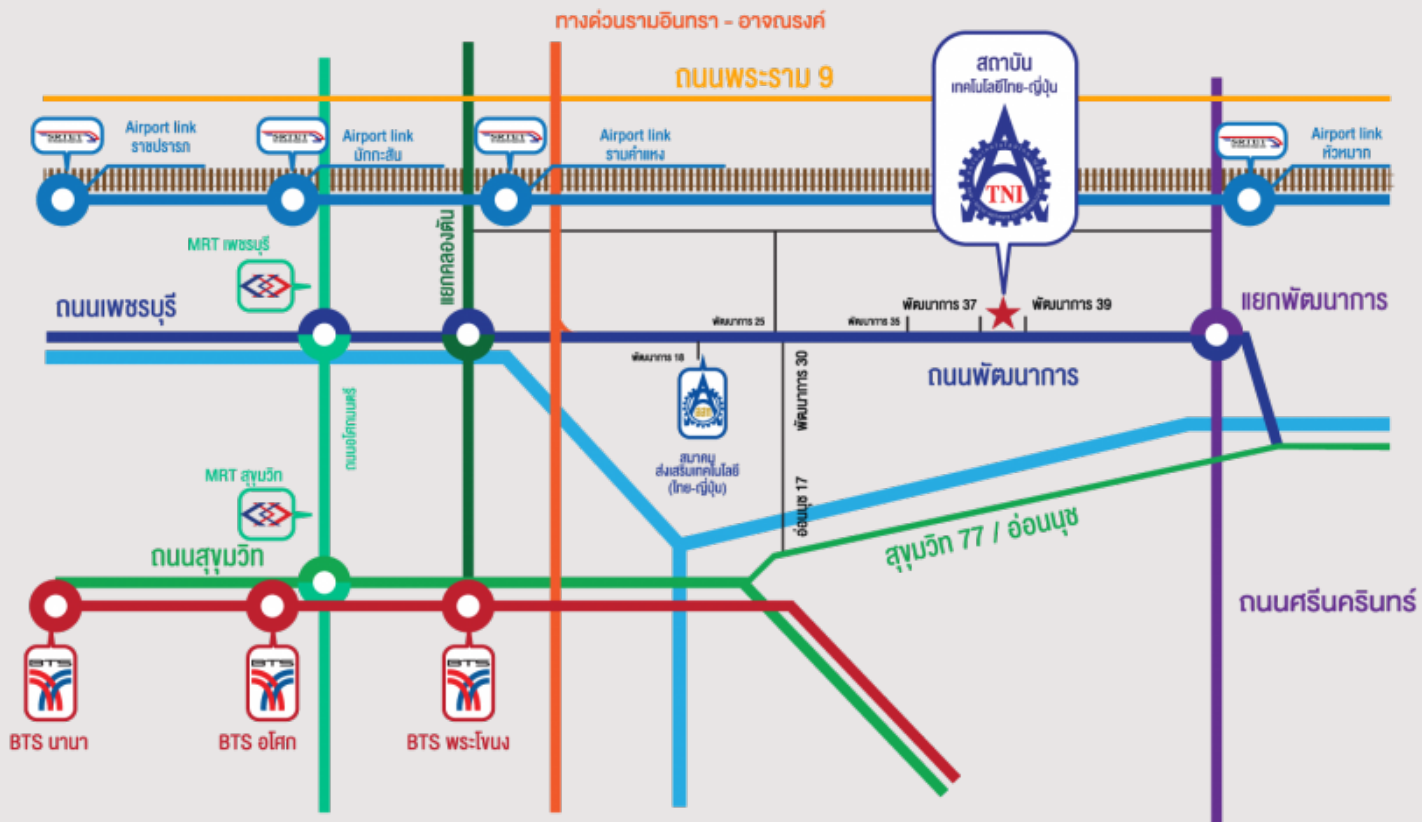 ทางด่วนรามอินทรา - อาจณรงค์
ถนนพระราม 9
สถาบัน
เทคโนโลยีไทย-ญี่ปุ่น
TNI
SRTET
Airport link
ราชปรารภ
SRTET
Airport link
มักกะสัน
SRTET
Airport link
รามคำแหง
SRTET
Airport link
หัวหมาก
MRT เพชรบุรี
แยกคลองตัน
ถนนเพชรบุรี
พัฒนาการ 25
พัฒนาการ 35
พัฒนาการ 37
พัฒนาการ 39
แยกพัฒนาการ
พัฒนาการ 18
พัฒนาการ 30
ถนนพัฒนาการ
ถนนอโศกมนตรี
สมาคม
ส่งเสริมเทคโนโลยี
(ไทย-ญี่ปุ่น)
MRT สุขุมวิท
อ่อนนุช 17
ถนนสุขุมวิท
สุขุมวิท 77 / อ่อนนุช
ถนนศรีนครินทร์
BTS
BTS นานา
BTS
BTS อโศก
BTS
BTS พระโขนง